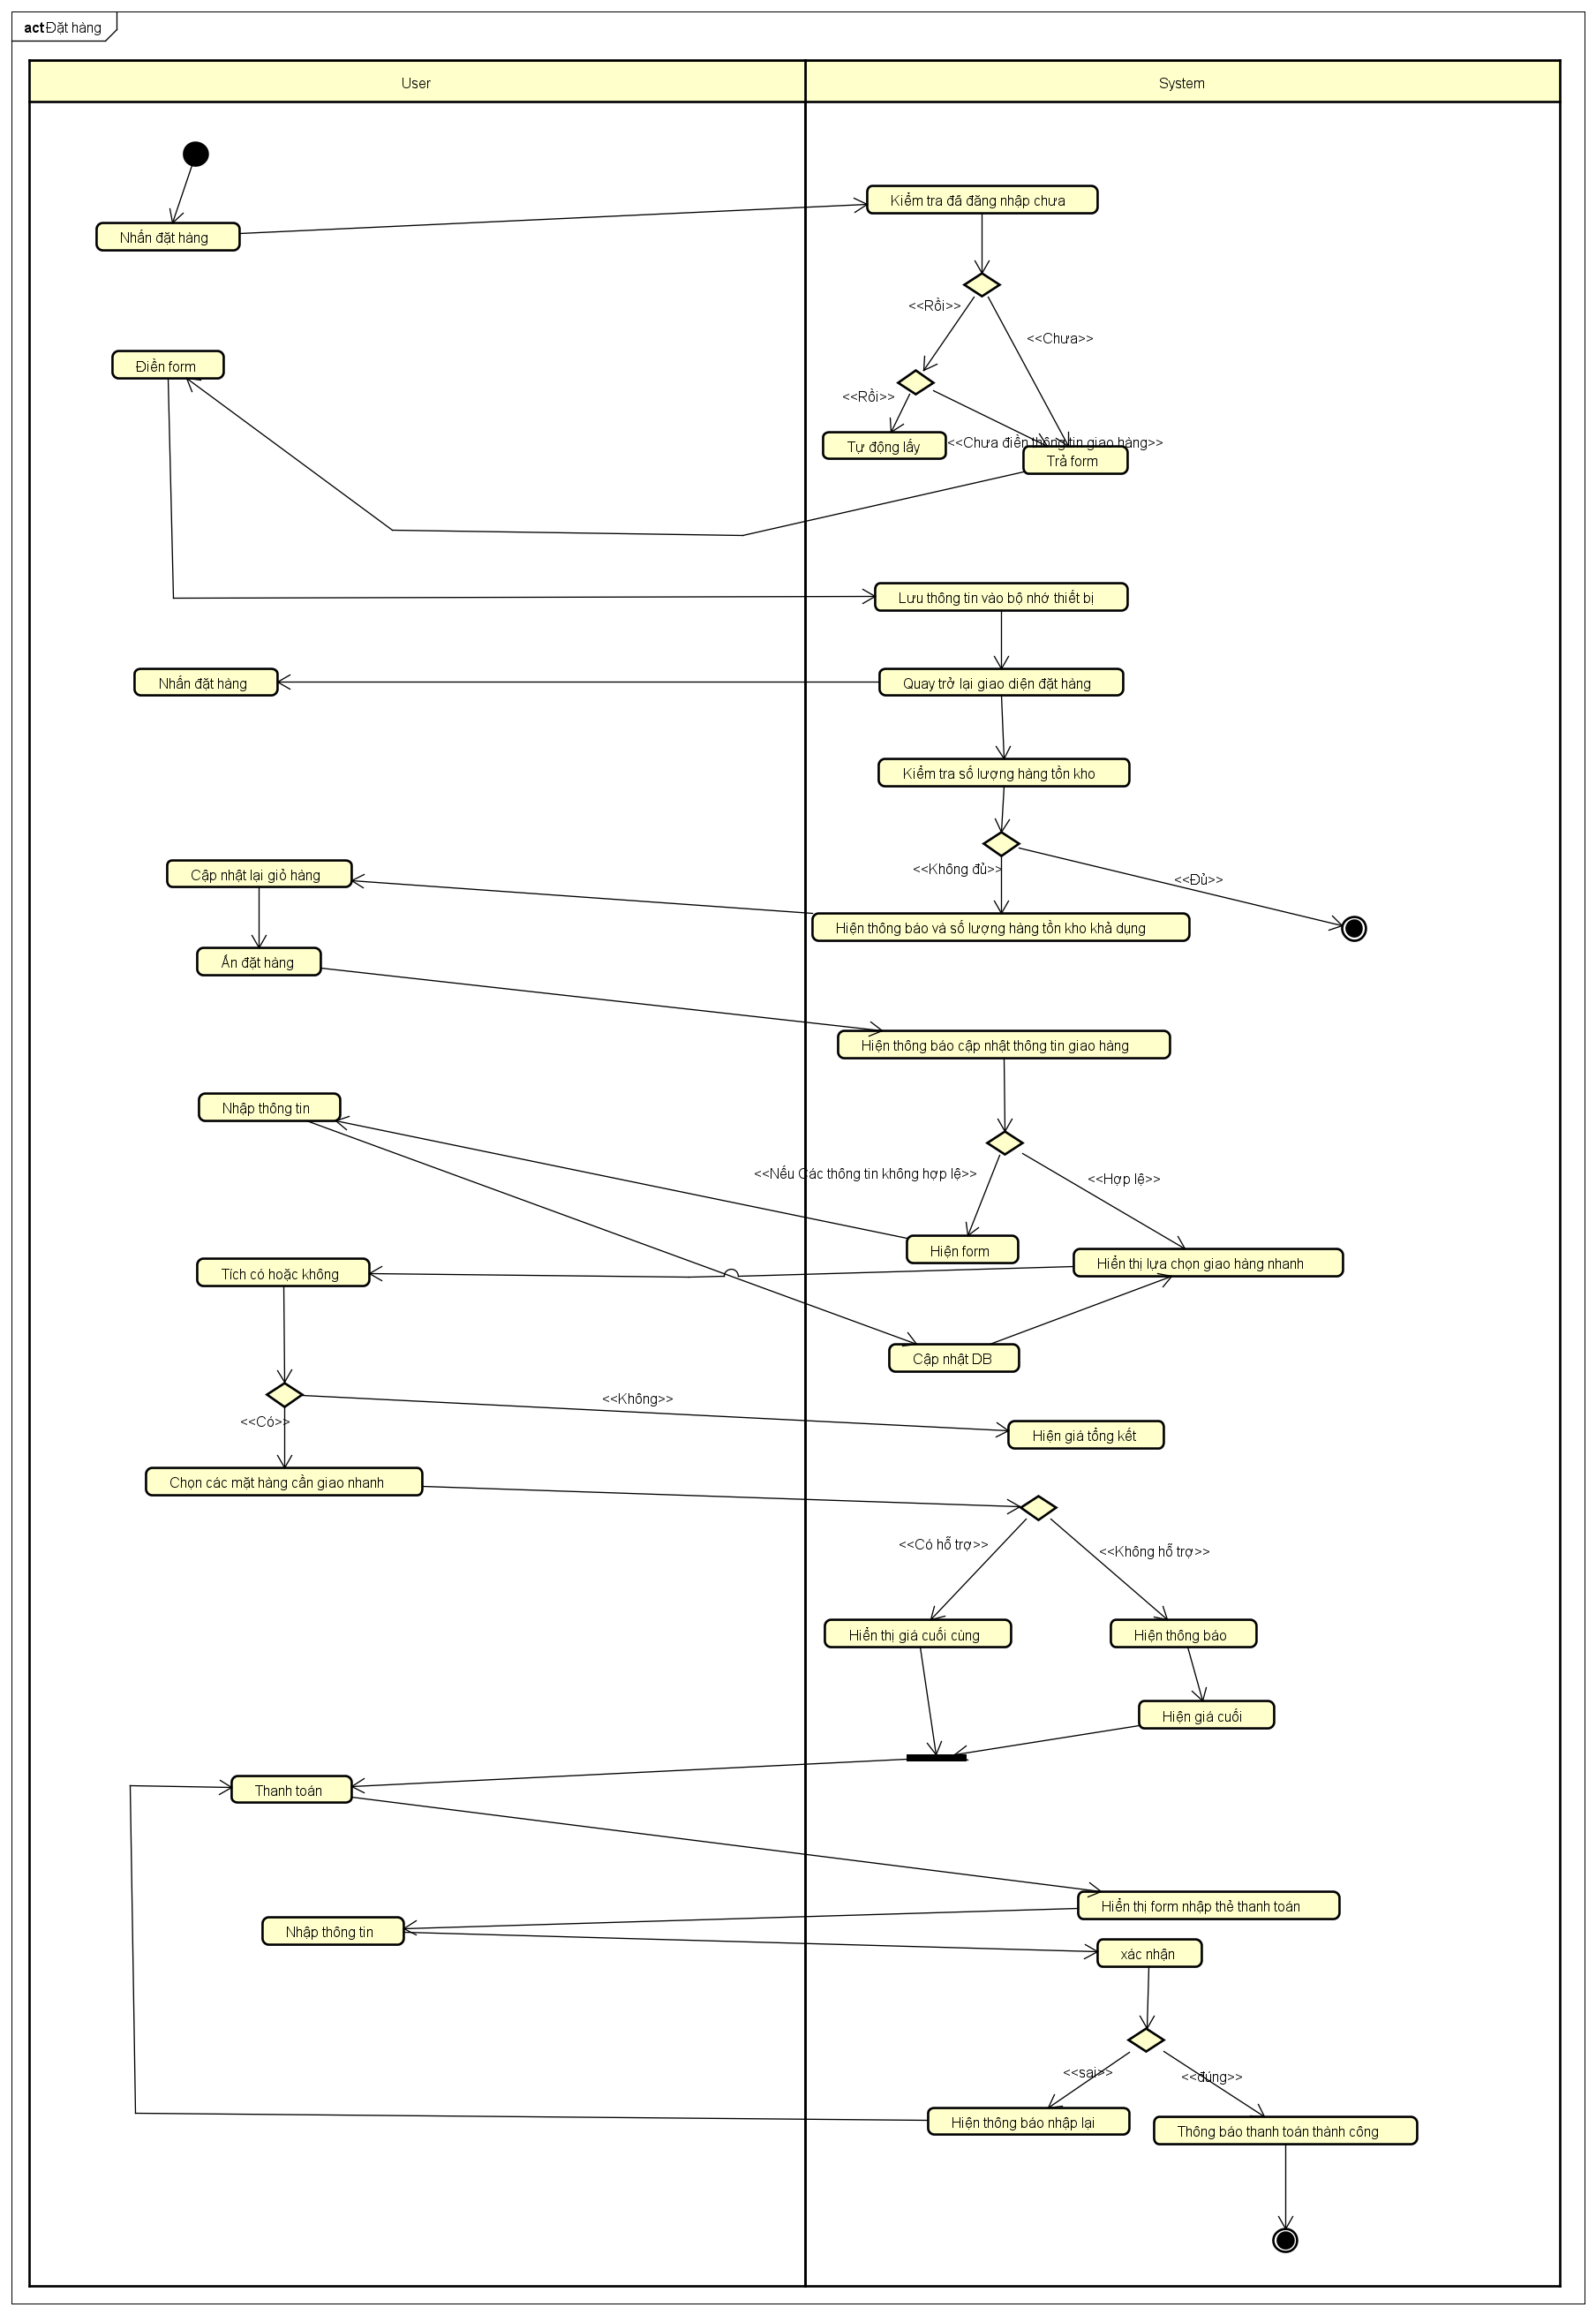 act Đặt hàng
User
System
Kiểm tra đã đăng nhập chưa
Nhấn đặt hàng
<<Rồi>>
<<Chưa>>
Điền form
<<Rồi>>
<<Chưa điền thông tin giao hàng>>
Tự động lấy
Trả form
Lưu thông tin vào bộ nhớ thiết bị
Nhấn đặt hàng
Quay trở lại giao diện đặt hàng
Kiểm tra số lượng hàng tồn kho
<<Không đủ>>
Cập nhật lại giỏ hàng
<<Đủ>>
Hiện thông báo và số lượng hàng tồn kho khả dụng
Ấn đặt hàng
Hiện thông báo cập nhật thông tin giao hàng
Nhập thông tin
<<Nếu Các thông tin không hợp lệ>>
<<Hợp lệ>>
Hiện form
Hiển thị lựa chọn giao hàng nhanh
Tích có hoặc không
Cập nhật DB
<<Không>>
<<Có>>
Hiện giá tổng kết
Chọn các mặt hàng cần giao nhanh
<<Có hỗ trợ>>
<<Không hỗ trợ>>
Hiển thị giá cuối cùng
Hiện thông báo
Hiện giá cuối
Thanh toán
Hiển thị form nhập thẻ thanh toán
Nhập thông tin
xác nhận
<<sai>>
<<đúng>>
Hiện thông báo nhập lại
Thông báo thanh toán thành công